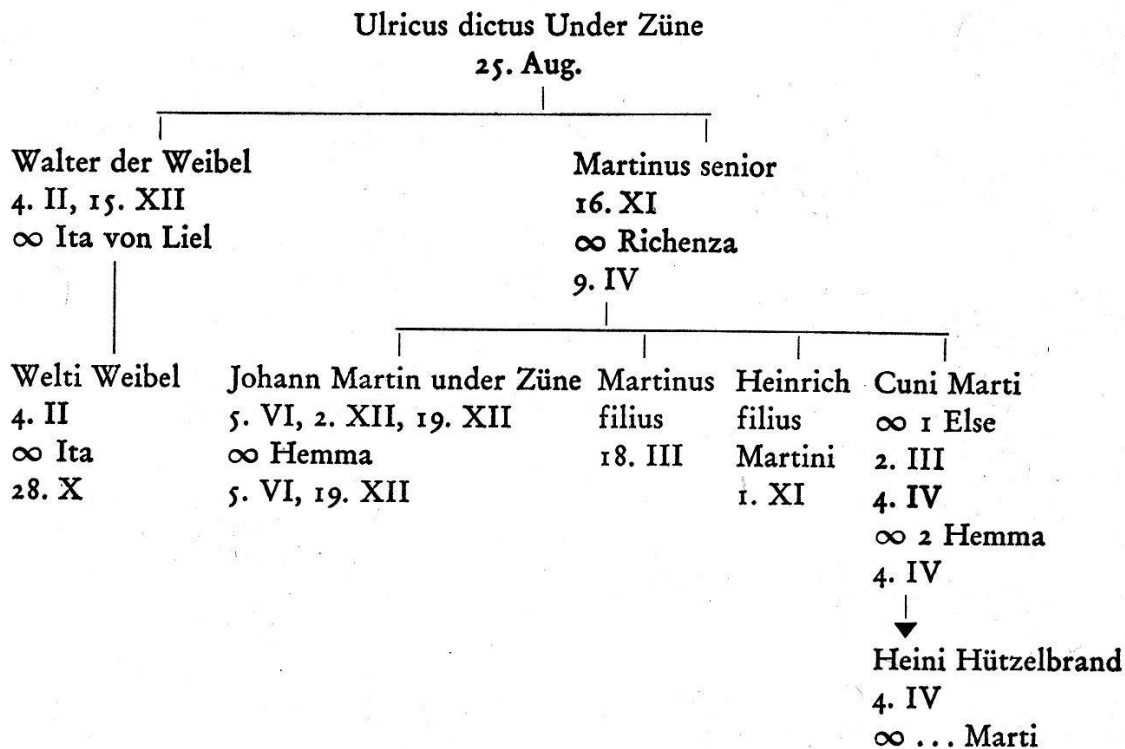 Ulricus dictus Under Züne
25. Aug.
Walter der Weibel
4. II, 15. XII
∞ Ita von Liel
Martinus senior
16. XI
∞ Richenza
9. IV
Welti Weibel
4. II
∞ Ita
28. X
Johann Martin under Züne
5. VI, 2. XII, 19. XII
∞ Hemma
5. VI, 19. XII
Martinus
filius
18. III
Heinrich
filius
Martini
1. XI
Cuni Marti
∞ 1 Else
2. III
4. IV
∞ 2 Hemma
4. IV
Heini Hützelbrand
4. IV
∞ ... Marti